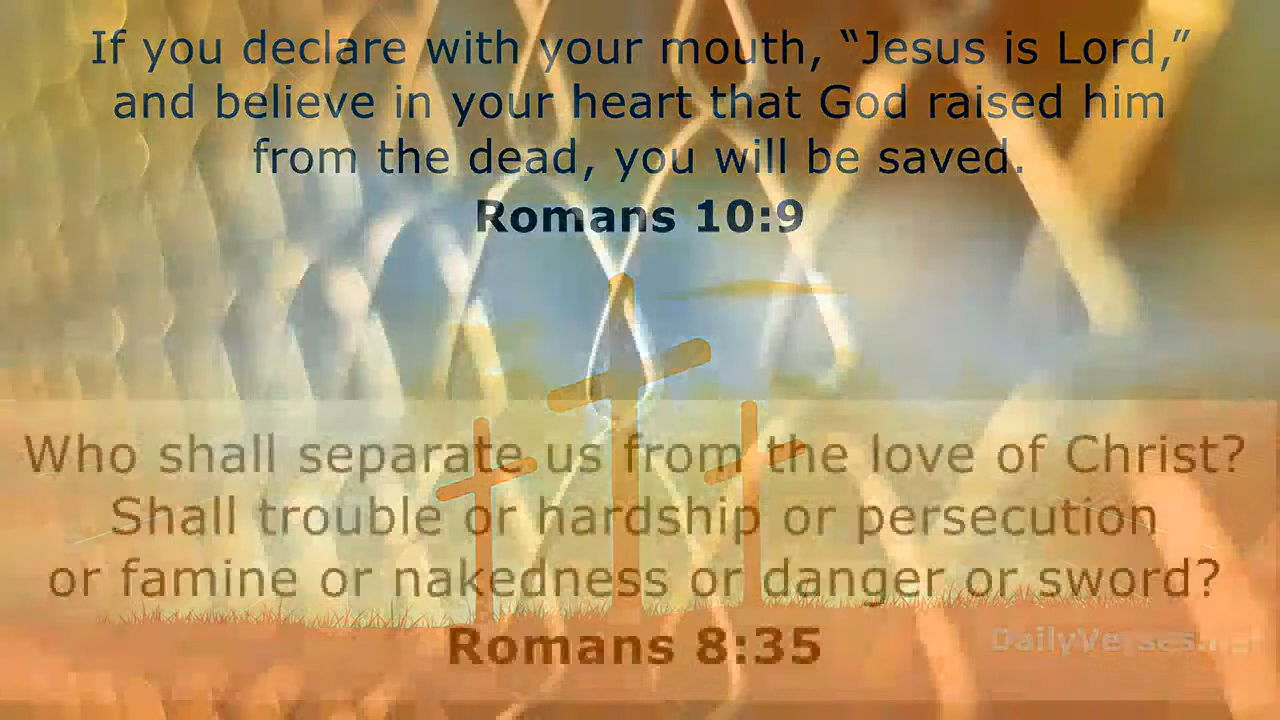 If you declare with your mouth, “Jesus is Lord,”
and believe in your heart that God raised him
from the dead, you will be saved.
Romans 10:9
Who shall separate us from the love of Christ?
Shall trouble or hardship or persecution
or famine or nakedness or danger or sword?
Romans 8:35
DailyVerses.net